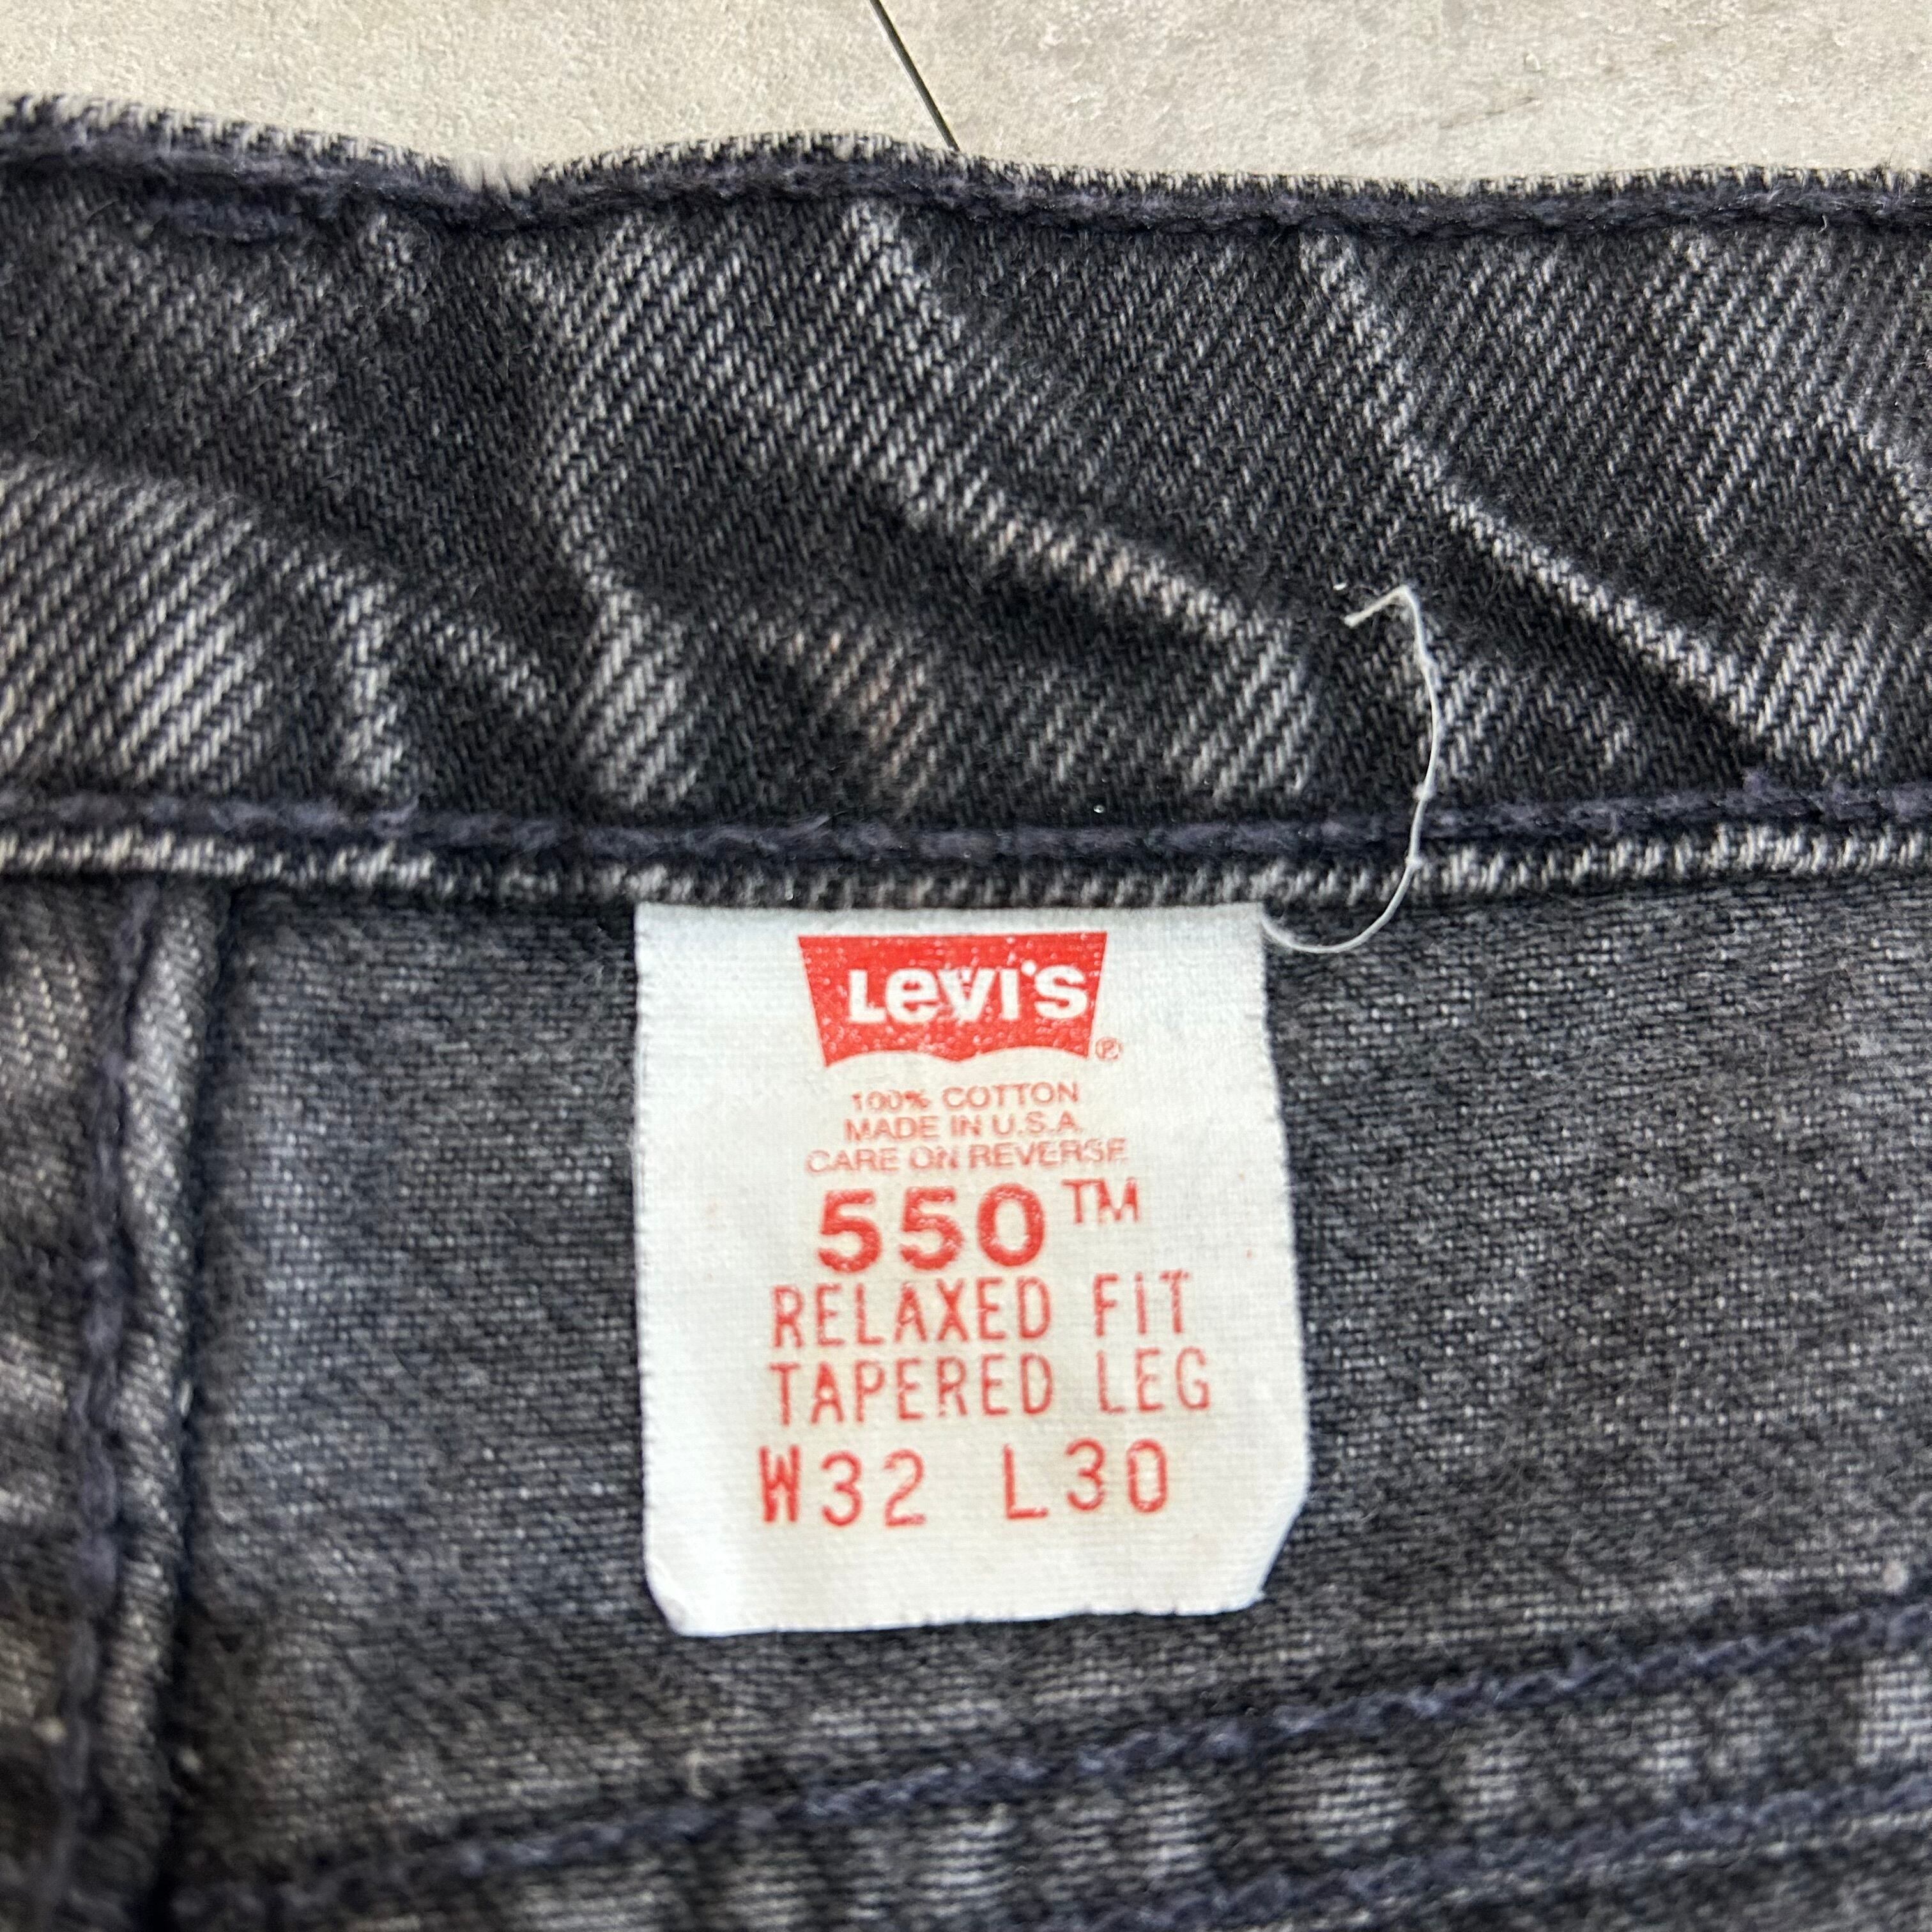 LEVI'S ®
100% COTTON
MADE IN U.S.A.
CARE ON REVERSE
550™
RELAXED FIT
TAPERED LEG
W32 L30